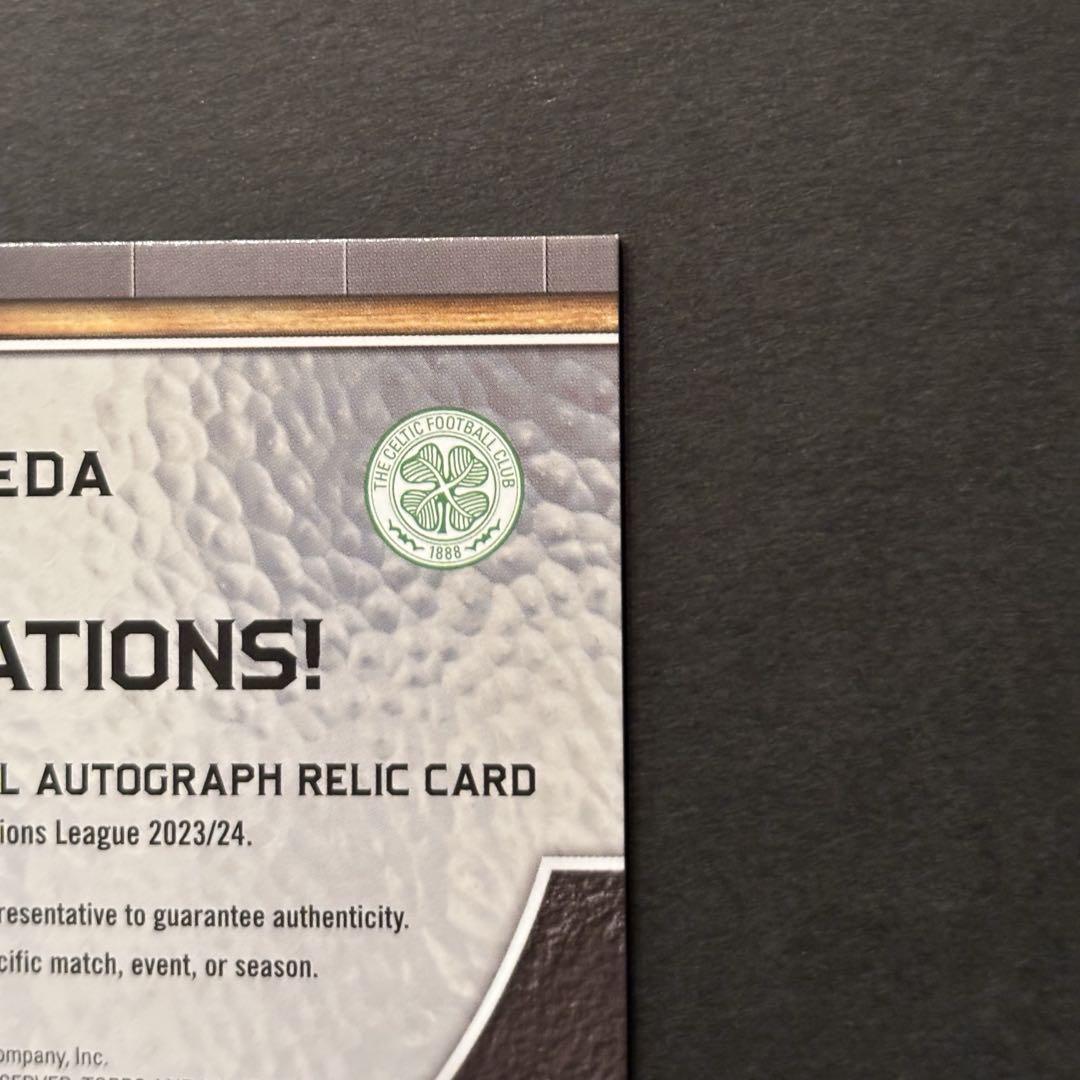 EDA
THE CELTIC FOOTBALL CLUB
1888
ATIONS!
L AUTOGRAPH RELIC CARD
ions League 2023/24.
resentative to guarantee authenticity.
cific match, event, or season.
ompany, Inc.